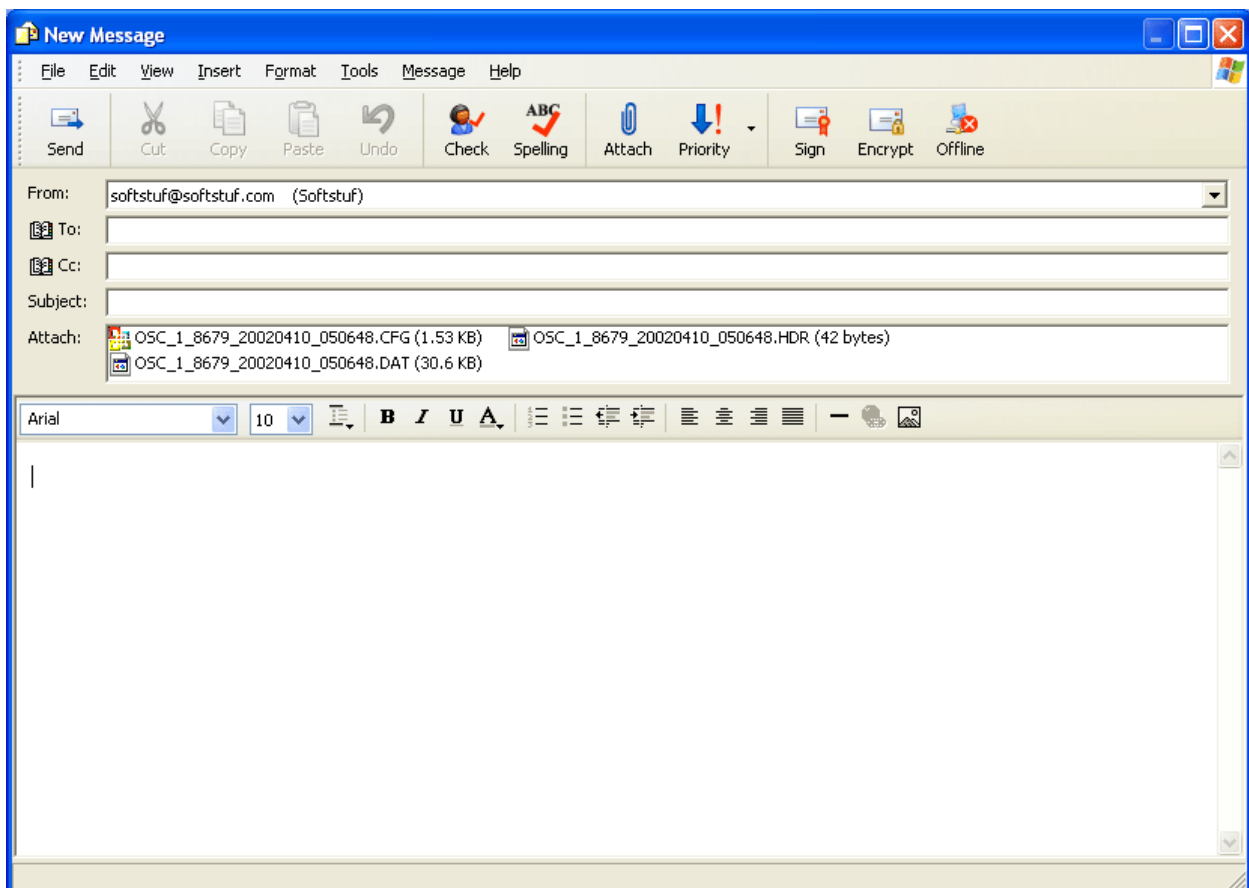 New Message
File Edit View Insert Format Tools Message Help
ABC
Send Cut Copy Paste Undo Check Spelling Attach Priority Sign Encrypt Offline
From: softstuf@softstuf.com (Softstuf)
To:
Cc:
Subject:
Attach: OSC_1_8679_20020410_050648.CFG (1.53 KB) OSC_1_8679_20020410_050648.HDR (42 bytes)
OSC_1_8679_20020410_050648.DAT (30.6 KB)
Arial 10 B I U A